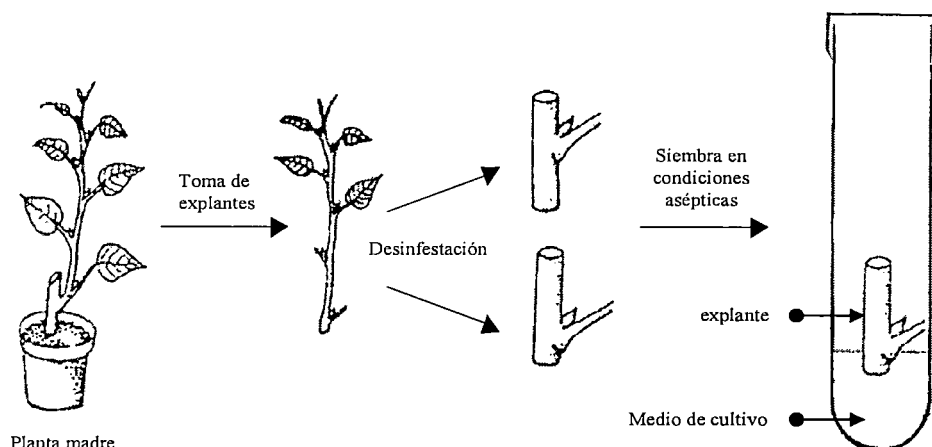 Toma de
explantes
Desinfestación
Siembra en
condiciones
asépticas
explante
Medio de cultivo
Planta madre